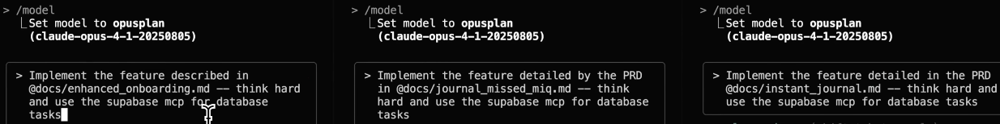 > /model
Set model to opusplan
(claude-opus-4-1-20250805)
> Implement the feature described in
@docs/enhanced_onboarding.md -- think hard
and use the supabase mcp for database
tasks
> /model
Set model to opusplan
(claude-opus-4-1-20250805)
> Implement the feature detailed by the PRD
in @docs/journal_missed_miq.md -- think
hard and use the supabase mcp for database
tasks
> /model
Set model to opusplan
(claude-opus-4-1-20250805)
> Implement the feature detailed in the PRD
@docs/instant_journal.md -- think hard and
use the supabase mcp for database tasks